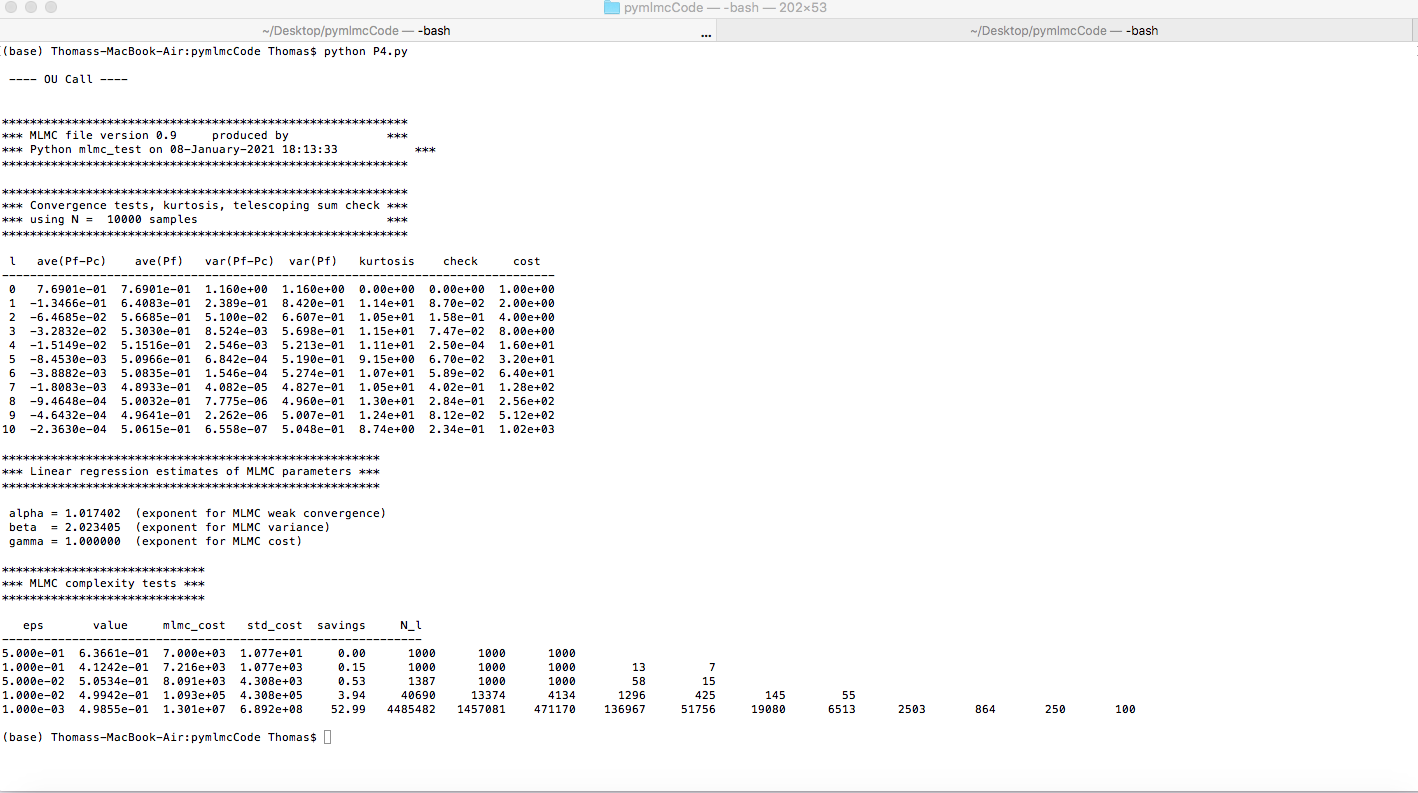 pymlmcCode — -bash — 202×53
~/Desktop/pymlmcCode — -bash ... ~/Desktop/pymlmcCode — -bash
(base) Thomass-MacBook-Air:pymlmcCode Thomas$ python P4.py
---- OU Call ----
**********************************************************
*** MLMC file version 0.9     produced by              ***
*** Python mlmc_test on 08-January-2021 18:13:33           ***
**********************************************************
**********************************************************
*** Convergence tests, kurtosis, telescoping sum check ***
*** using N =  10000 samples                           ***
**********************************************************
 l   ave(Pf-Pc)    ave(Pf)   var(Pf-Pc)  var(Pf)   kurtosis    check     cost
-------------------------------------------------------------------------------
 0   7.6901e-01  7.6901e-01  1.160e+00  1.160e+00  0.00e+00  0.00e+00  1.00e+00
 1  -1.3466e-01  6.4083e-01  2.389e-01  8.420e-01  1.14e+01  8.70e-02  2.00e+00
 2  -6.4685e-02  5.6685e-01  5.100e-02  6.607e-01  1.05e+01  1.58e-01  4.00e+00
 3  -3.2832e-02  5.3030e-01  8.524e-03  5.698e-01  1.15e+01  7.47e-02  8.00e+00
 4  -1.5149e-02  5.1516e-01  2.546e-03  5.213e-01  1.11e+01  2.50e-04  1.60e+01
 5  -8.4530e-03  5.0966e-01  6.842e-04  5.190e-01  9.15e+00  6.70e-02  3.20e+01
 6  -3.8882e-03  5.0835e-01  1.546e-04  5.274e-01  1.07e+01  5.89e-02  6.40e+01
 7  -1.8083e-03  4.8933e-01  4.082e-05  4.827e-01  1.05e+01  4.02e-01  1.28e+02
 8  -9.4648e-04  5.0032e-01  7.775e-06  4.960e-01  1.30e+01  2.84e-01  2.56e+02
 9  -4.6432e-04  4.9641e-01  2.262e-06  5.007e-01  1.24e+01  8.12e-02  5.12e+02
10  -2.3630e-04  5.0615e-01  6.558e-07  5.048e-01  8.74e+00  2.34e-01  1.02e+03
******************************************************
*** Linear regression estimates of MLMC parameters ***
******************************************************
 alpha = 1.017402  (exponent for MLMC weak convergence)
 beta  = 2.023405  (exponent for MLMC variance)
 gamma = 1.000000  (exponent for MLMC cost)
*****************************
*** MLMC complexity tests ***
*****************************
   eps       value     mlmc_cost   std_cost  savings     N_l
------------------------------------------------------------
5.000e-01  6.3661e-01  7.000e+03  1.077e+01     0.00      1000      1000      1000
1.000e-01  4.1242e-01  7.216e+03  1.077e+03     0.15      1000      1000      1000        13         7
5.000e-02  5.0534e-01  8.091e+03  4.308e+03     0.53      1387      1000      1000        58        15
1.000e-02  4.9942e-01  1.093e+05  4.308e+05     3.94     40690     13374      4134      1296       425       145        55
1.000e-03  4.9855e-01  1.301e+07  6.892e+08    52.99   4485482   1457081    471170    136967     51756     19080      6513      2503       864       250       100
(base) Thomass-MacBook-Air:pymlmcCode Thomas$